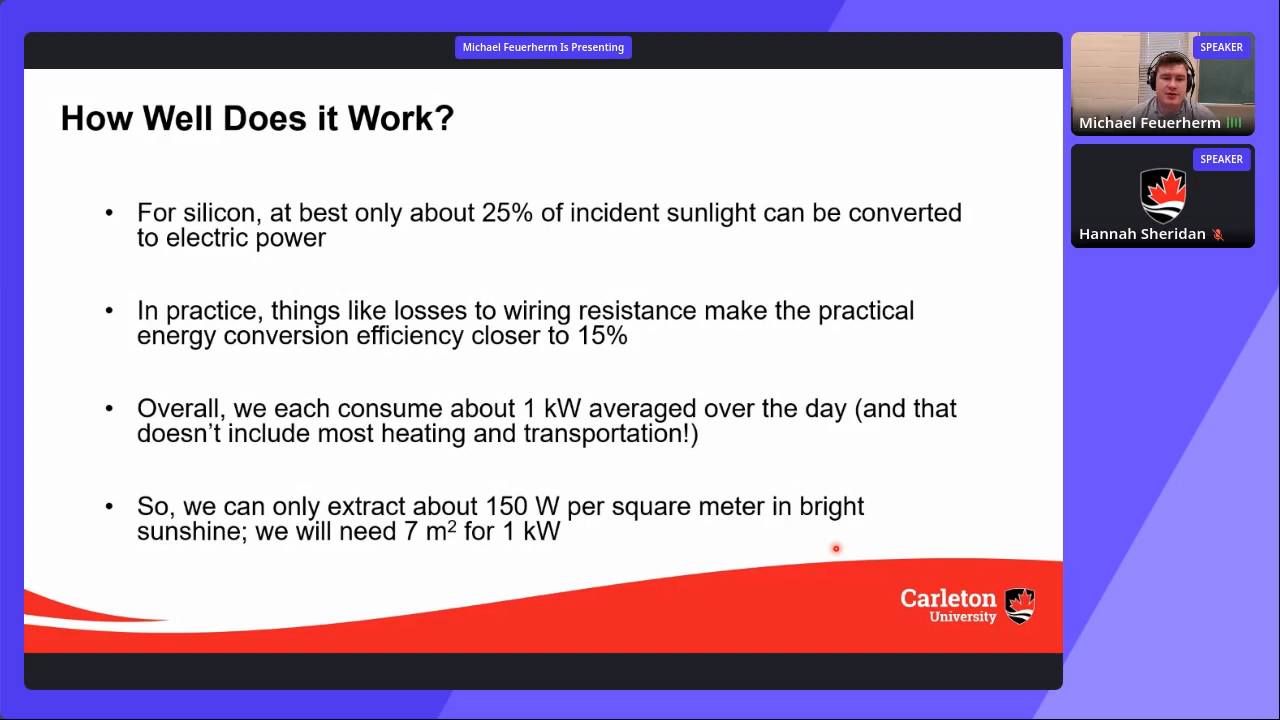 Michael Feuerherm Is Presenting
How Well Does it Work?
• For silicon, at best only about 25% of incident sunlight can be converted
to electric power
• In practice, things like losses to wiring resistance make the practical
energy conversion efficiency closer to 15%
• Overall, we each consume about 1 kW averaged over the day (and that
doesn’t include most heating and transportation!)
• So, we can only extract about 150 W per square meter in bright
sunshine; we will need 7 m² for 1 kW
Carleton
University
SPEAKER
Michael Feuerherm
SPEAKER
Hannah Sheridan